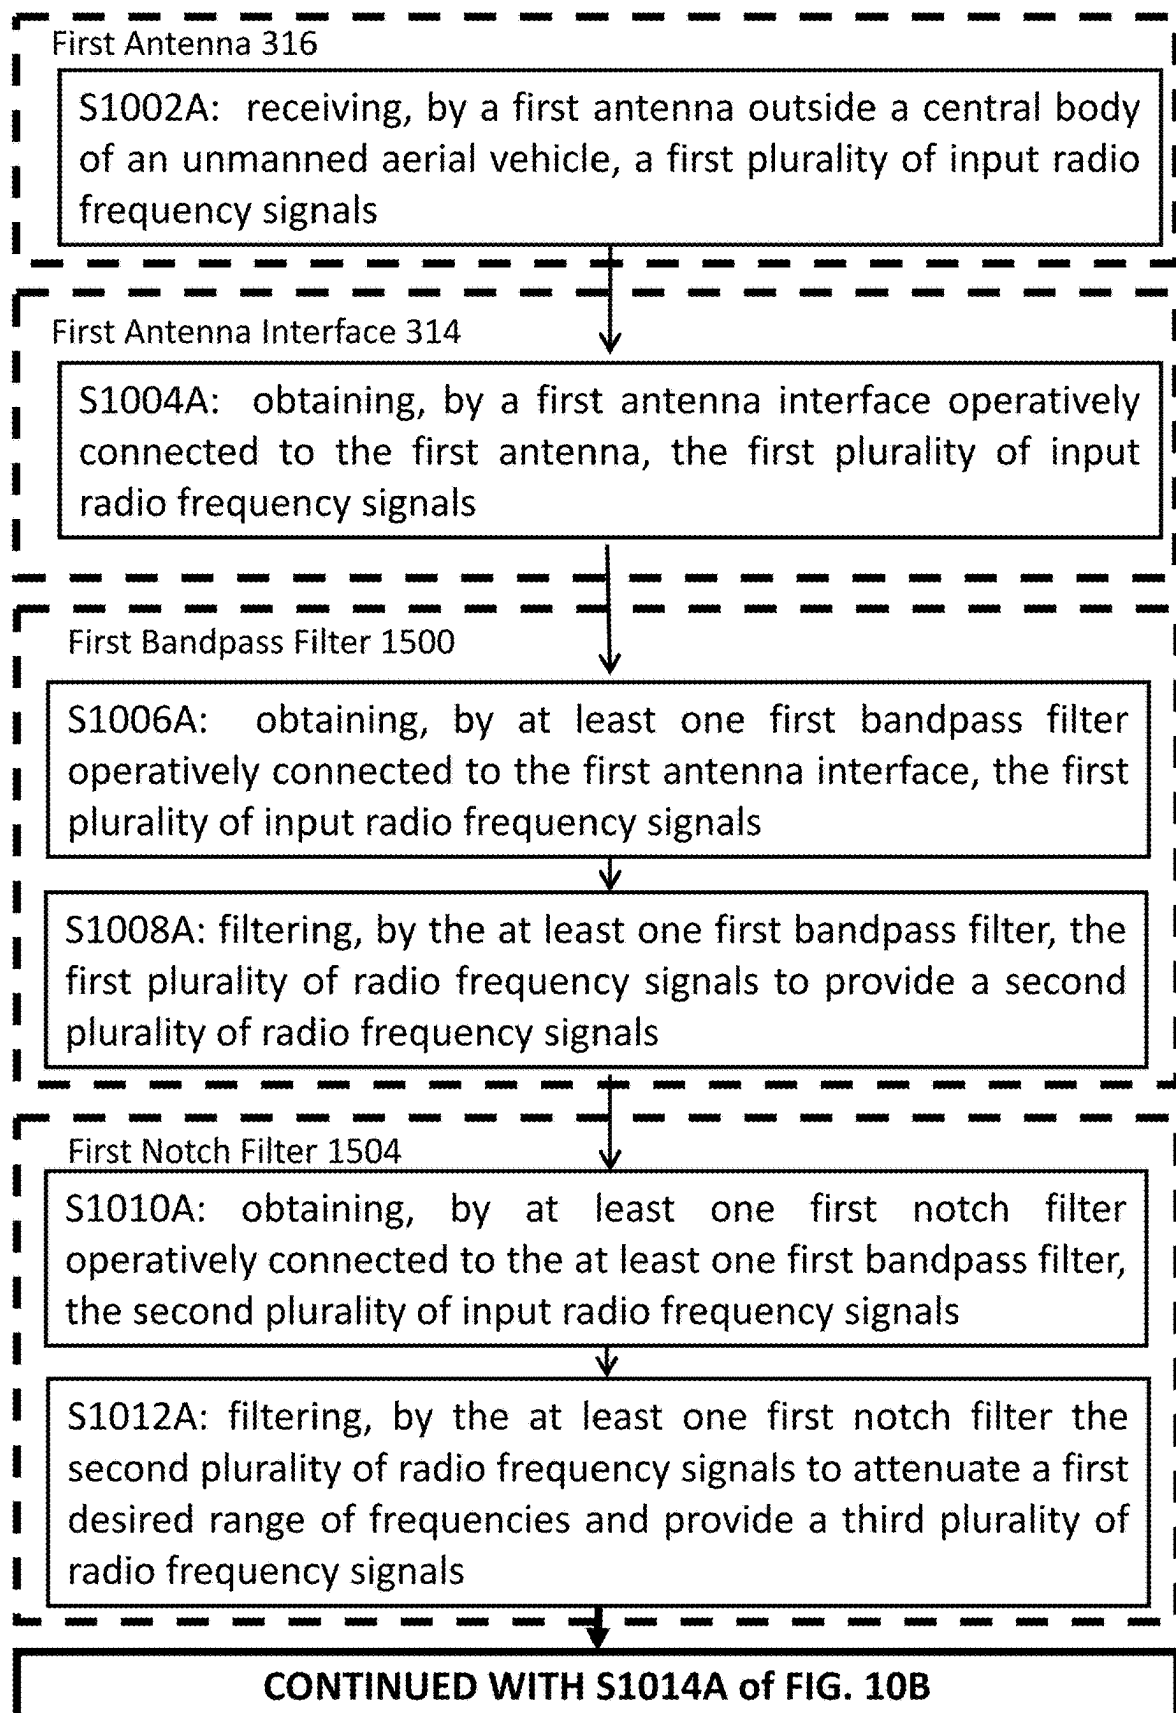 First Antenna 316
S1002A: receiving, by a first antenna outside a central body
of an unmanned aerial vehicle, a first plurality of input radio
frequency signals
First Antenna Interface 314
S1004A: obtaining, by a first antenna interface operatively
connected to the first antenna, the first plurality of input
radio frequency signals
First Bandpass Filter 1500
S1006A: obtaining, by at least one first bandpass filter
operatively connected to the first antenna interface, the first
plurality of input radio frequency signals
S1008A: filtering, by the at least one first bandpass filter, the
first plurality of radio frequency signals to provide a second
plurality of radio frequency signals
First Notch Filter 1504
S1010A: obtaining, by at least one first notch filter
operatively connected to the at least one first bandpass filter,
the second plurality of input radio frequency signals
S1012A: filtering, by the at least one first notch filter the
second plurality of radio frequency signals to attenuate a first
desired range of frequencies and provide a third plurality of
radio frequency signals
CONTINUED WITH S1014A of FIG. 10B